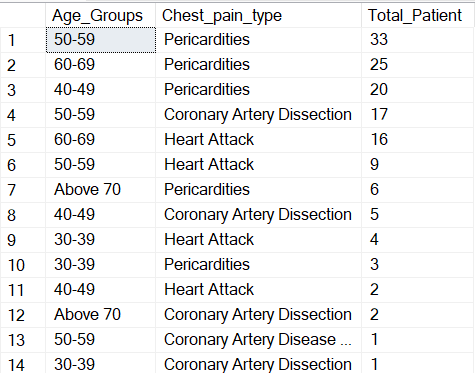 Age_Groups Chest_pain_type Total_Patient
1 50-59 Pericardities 33
2 60-69 Pericardities 25
3 40-49 Pericardities 20
4 50-59 Coronary Artery Dissection 17
5 60-69 Heart Attack 16
6 50-59 Heart Attack 9
7 Above 70 Pericardities 6
8 40-49 Coronary Artery Dissection 5
9 30-39 Heart Attack 4
10 30-39 Pericardities 3
11 40-49 Heart Attack 2
12 Above 70 Coronary Artery Dissection 2
13 50-59 Coronary Artery Disease ... 1
14 30-39 Coronary Artery Dissection 1